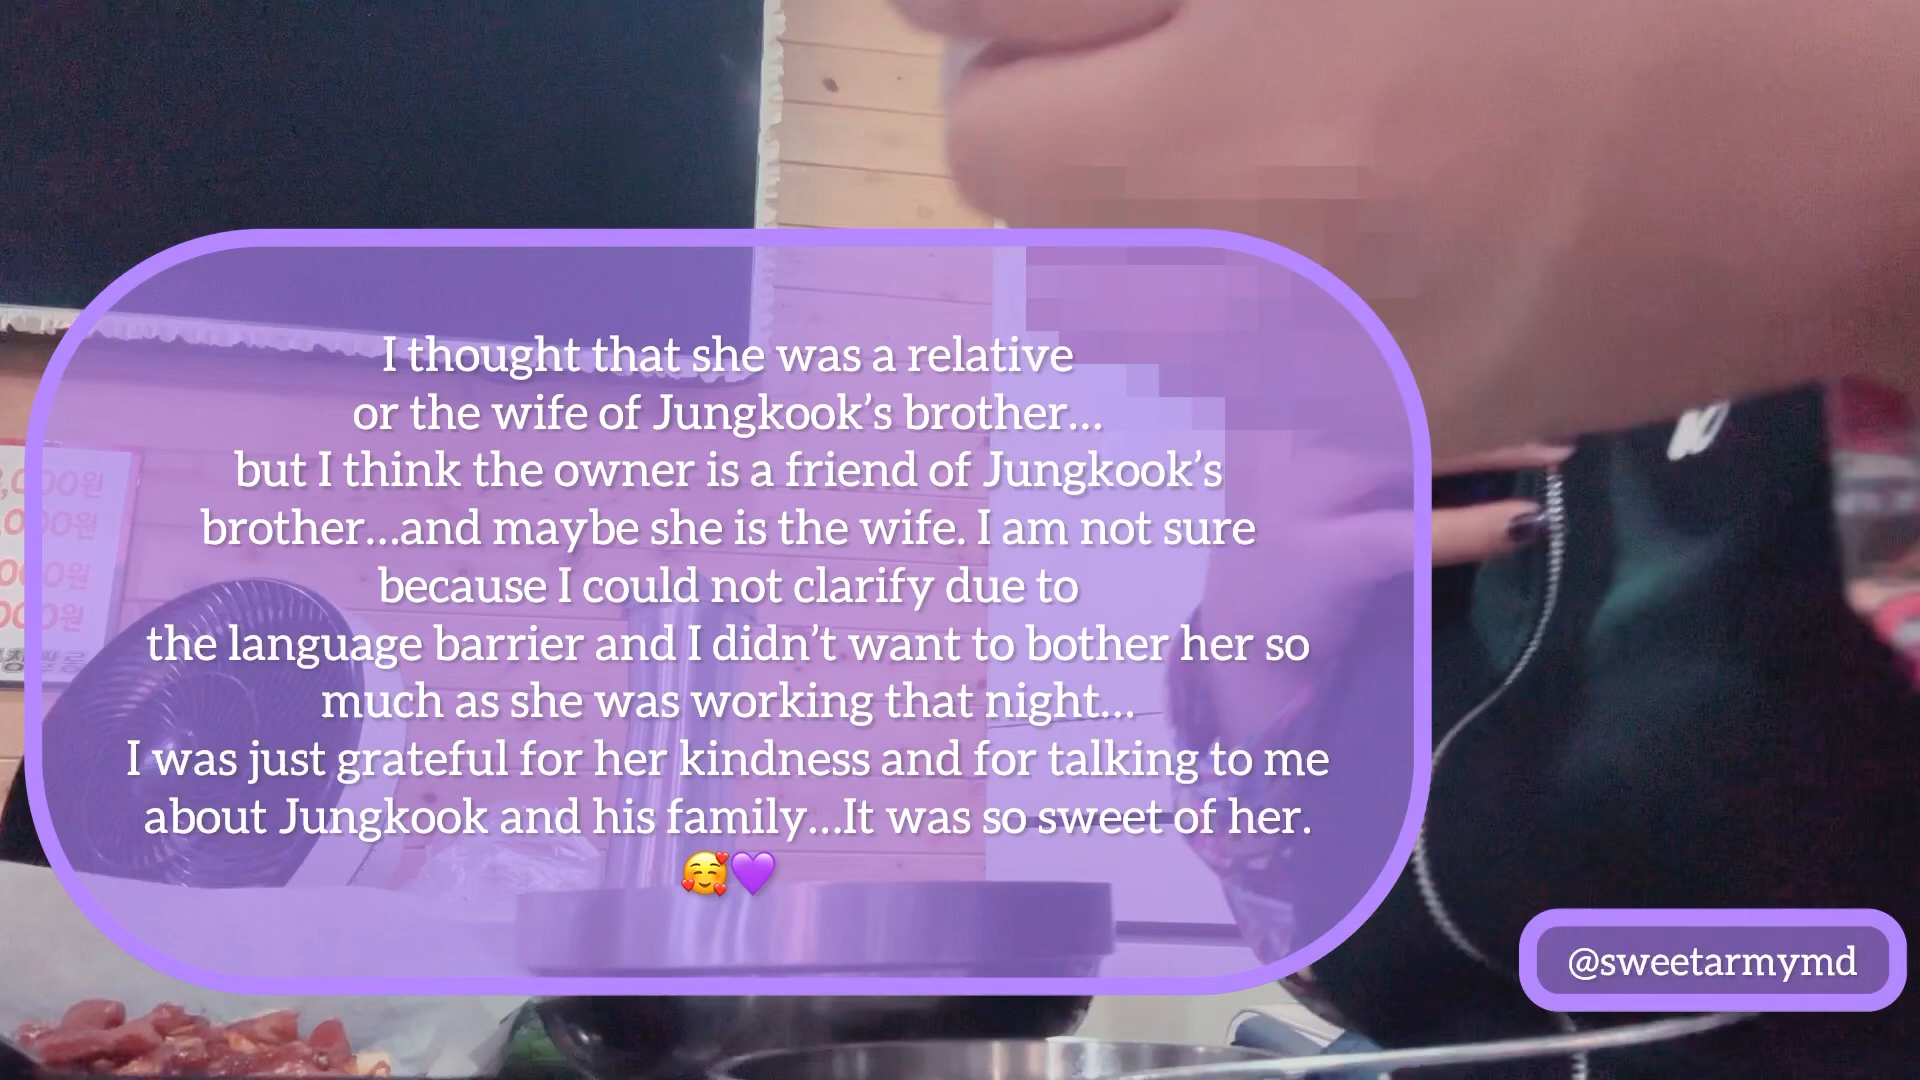 I thought that she was a relative
or the wife of Jungkook’s brother...
but I think the owner is a friend of Jungkook’s
brother...and maybe she is the wife. I am not sure
because I could not clarify due to
the language barrier and I didn’t want to bother her so
much as she was working that night...
I was just grateful for her kindness and for talking to me
about Jungkook and his family...It was so sweet of her.
🥰💜
@sweetarmymd